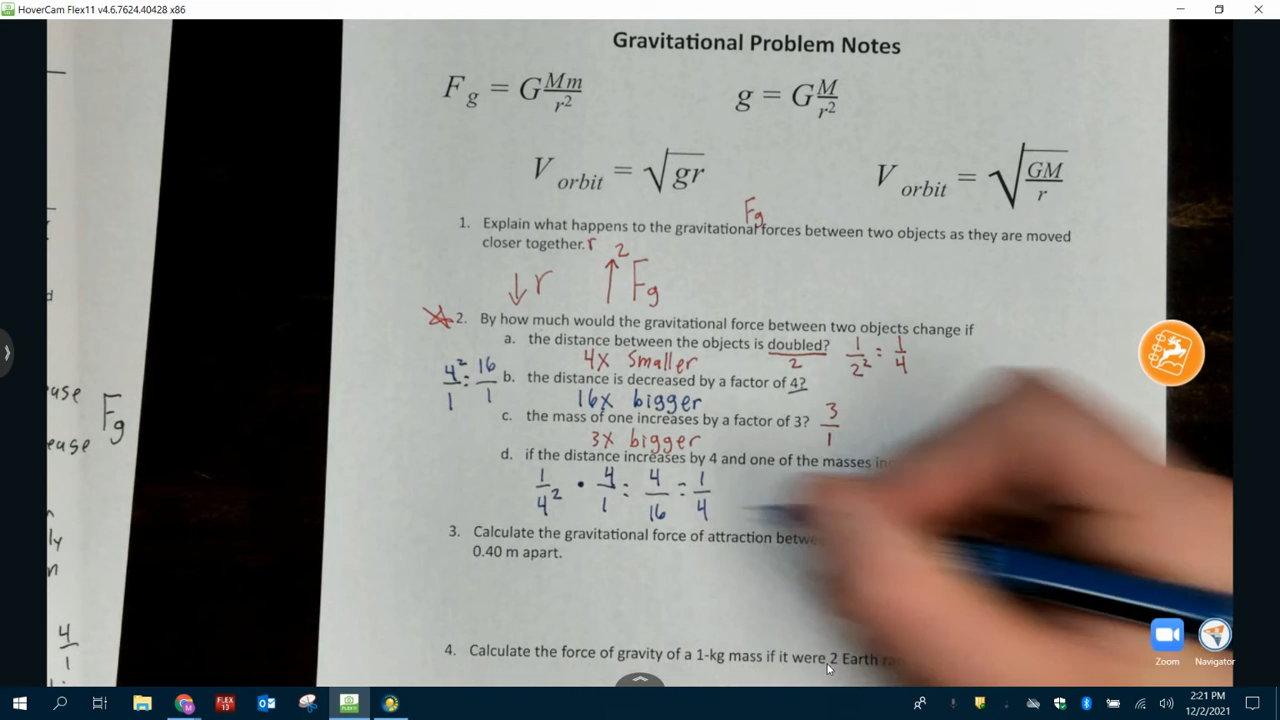 HoverCam Flex11 v4.6.7624.40428 x86
Gravitational Problem Notes
F g = G Mm/r² g = G M/r²
V orbit = √gr V orbit = √GM/r
Fg
1. Explain what happens to the gravitational forces between two objects as they are moved
closer together. r
↓ r ↑ 2 Fg
2. By how much would the gravitational force between two objects change if
a. the distance between the objects is doubled? 1/2² = 1/4
4x Smaller 2
4²/1 = 16/1 b. the distance is decreased by a factor of 4?
16x bigger
c. the mass of one increases by a factor of 3? 3/1
3x bigger
d. if the distance increases by 4 and one of the masses
1/4² • 4/1 = 4/16 = 1/4
3. Calculate the gravitational force of attraction
0.40 m apart.
4. Calculate the force of gravity of a 1-kg mass if it were 2 Earth
Fg
4/1
Zoom
Navigator
FLEX
13
FLEX11
2:21 PM
12/2/2021